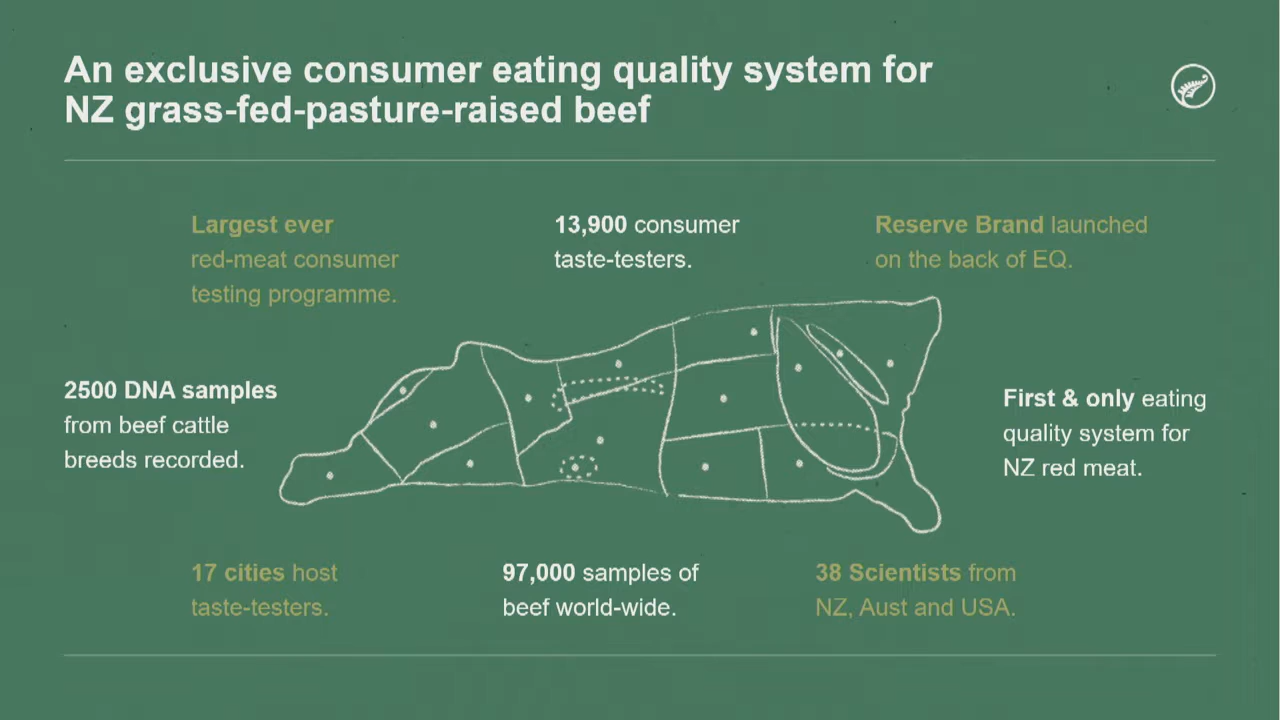 An exclusive consumer eating quality system for
NZ grass-fed-pasture-raised beef
Largest ever
red-meat consumer
testing programme.
13,900 consumer
taste-testers.
Reserve Brand launched
on the back of EQ.
2500 DNA samples
from beef cattle
breeds recorded.
First & only eating
quality system for
NZ red meat.
17 cities host
taste-testers.
97,000 samples of
beef world-wide.
38 Scientists from
NZ, Aust and USA.